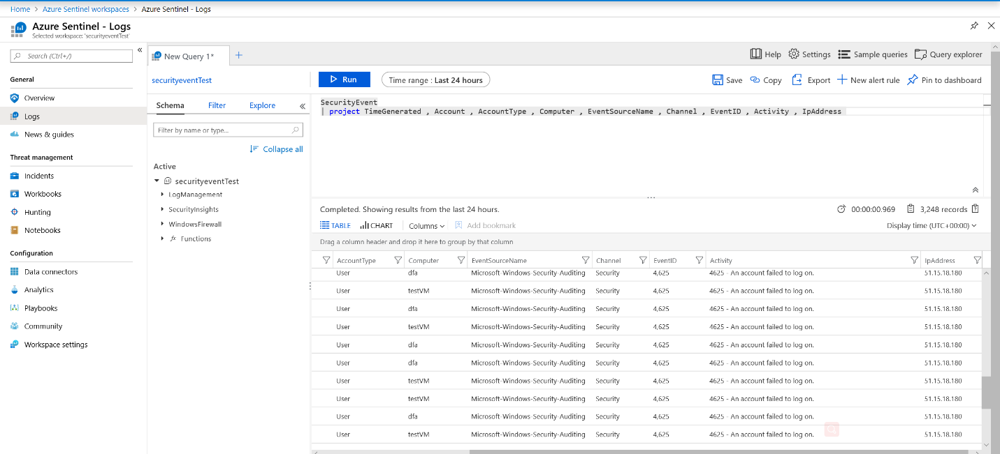 Home > Azure Sentinel workspaces > Azure Sentinel - Logs
Azure Sentinel - Logs
Selected workspace: 'securityeventTest'
Search (Ctrl+/)
«
General
Overview
Logs
News & guides
Threat management
Incidents
Workbooks
Hunting
Notebooks
Configuration
Data connectors
Analytics
Playbooks
Community
Workspace settings
New Query 1*
Help Settings Sample queries Query explorer
securityeventTest
Run
Time range : Last 24 hours
Save Copy Export New alert rule Pin to dashboard
Schema Filter Explore «
Filter by name or type...
Collapse all
Active
securityeventTest
LogManagement
SecurityInsights
WindowsFirewall
fx Functions
SecurityEvent
| project TimeGenerated , Account , AccountType , Computer , EventSourceName , Channel , EventID , Activity , IpAddress
Completed. Showing results from the last 24 hours.
00:00:00.969 3,248 records
TABLE CHART Columns Add bookmark
Display time (UTC+00:00)
Drag a column header and drop it here to group by that column
AccountType Computer EventSourceName Channel EventID Activity IpAddress
User dfa Microsoft-Windows-Security-Auditing Security 4,625 4625 - An account failed to log on. 51.15.18.180
User testVM Microsoft-Windows-Security-Auditing Security 4,625 4625 - An account failed to log on. 51.15.18.180
User dfa Microsoft-Windows-Security-Auditing Security 4,625 4625 - An account failed to log on. 51.15.18.180
User testVM Microsoft-Windows-Security-Auditing Security 4,625 4625 - An account failed to log on. 51.15.18.180
User dfa Microsoft-Windows-Security-Auditing Security 4,625 4625 - An account failed to log on. 51.15.18.180
User dfa Microsoft-Windows-Security-Auditing Security 4,625 4625 - An account failed to log on. 51.15.18.180
User testVM Microsoft-Windows-Security-Auditing Security 4,625 4625 - An account failed to log on. 51.15.18.180
User testVM Microsoft-Windows-Security-Auditing Security 4,625 4625 - An account failed to log on. 51.15.18.180
User dfa Microsoft-Windows-Security-Auditing Security 4,625 4625 - An account failed to log on. 51.15.18.180
User testVM Microsoft-Windows-Security-Auditing Security 4,625 4625 - An account failed to log on. 51.15.18.180